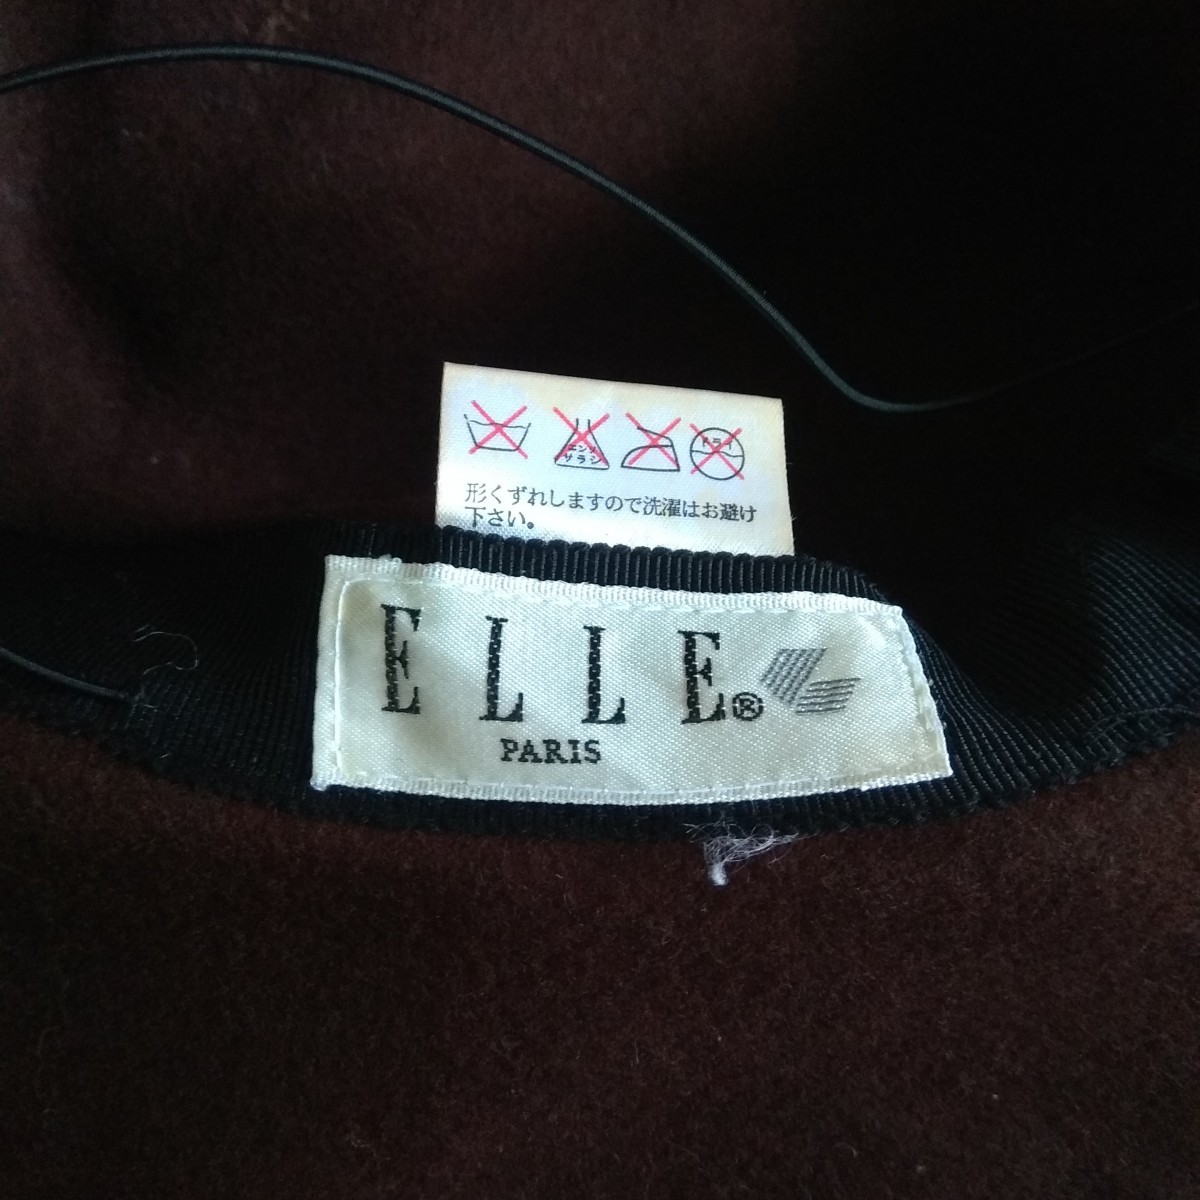 エンソ
サラシ
ドライ
形くずれしますので洗濯はお避け
下さい。
ELLE®
PARIS